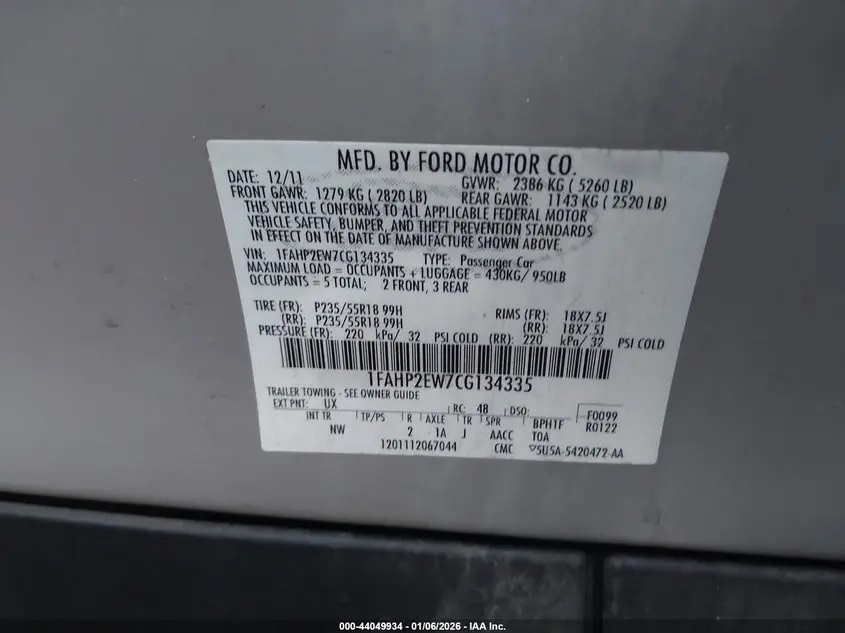 MFD. BY FORD MOTOR CO.
DATE: 12/11 GVWR: 2386 KG ( 5260 LB)
FRONT GAWR: 1279 KG ( 2820 LB) REAR GAWR: 1143 KG ( 2520 LB)
THIS VEHICLE CONFORMS TO ALL APPLICABLE FEDERAL MOTOR
VEHICLE SAFETY, BUMPER, AND THEFT PREVENTION STANDARDS
IN EFFECT ON THE DATE OF MANUFACTURE SHOWN ABOVE.
VIN: 1FAHP2EW7CG134335 TYPE: Passenger Car
MAXIMUM LOAD = OCCUPANTS + LUGGAGE = 430KG/ 950LB
OCCUPANTS = 5 TOTAL; 2 FRONT, 3 REAR
TIRE (FR): P235/55R18 99H RIMS (FR): 18X7.5J
(RR): P235/55R18 99H (RR): 18X7.5J
PRESSURE (FR): 220 kPa/ 32 PSI COLD (RR): 220 kPa/ 32 PSI COLD
1FAHP2EW7CG134335
TRAILER TOWING - SEE OWNER GUIDE
EXT PNT: UX RC: 48 DSO: F0099
INT TR TP/PS R AXLE TR SPR BPH1F R0122
NW 2 1A J AACC TOA
1201112067044 CMC 5U5A-5420472-AA
000-44049934 - 01/06/2026 - IAA Inc.